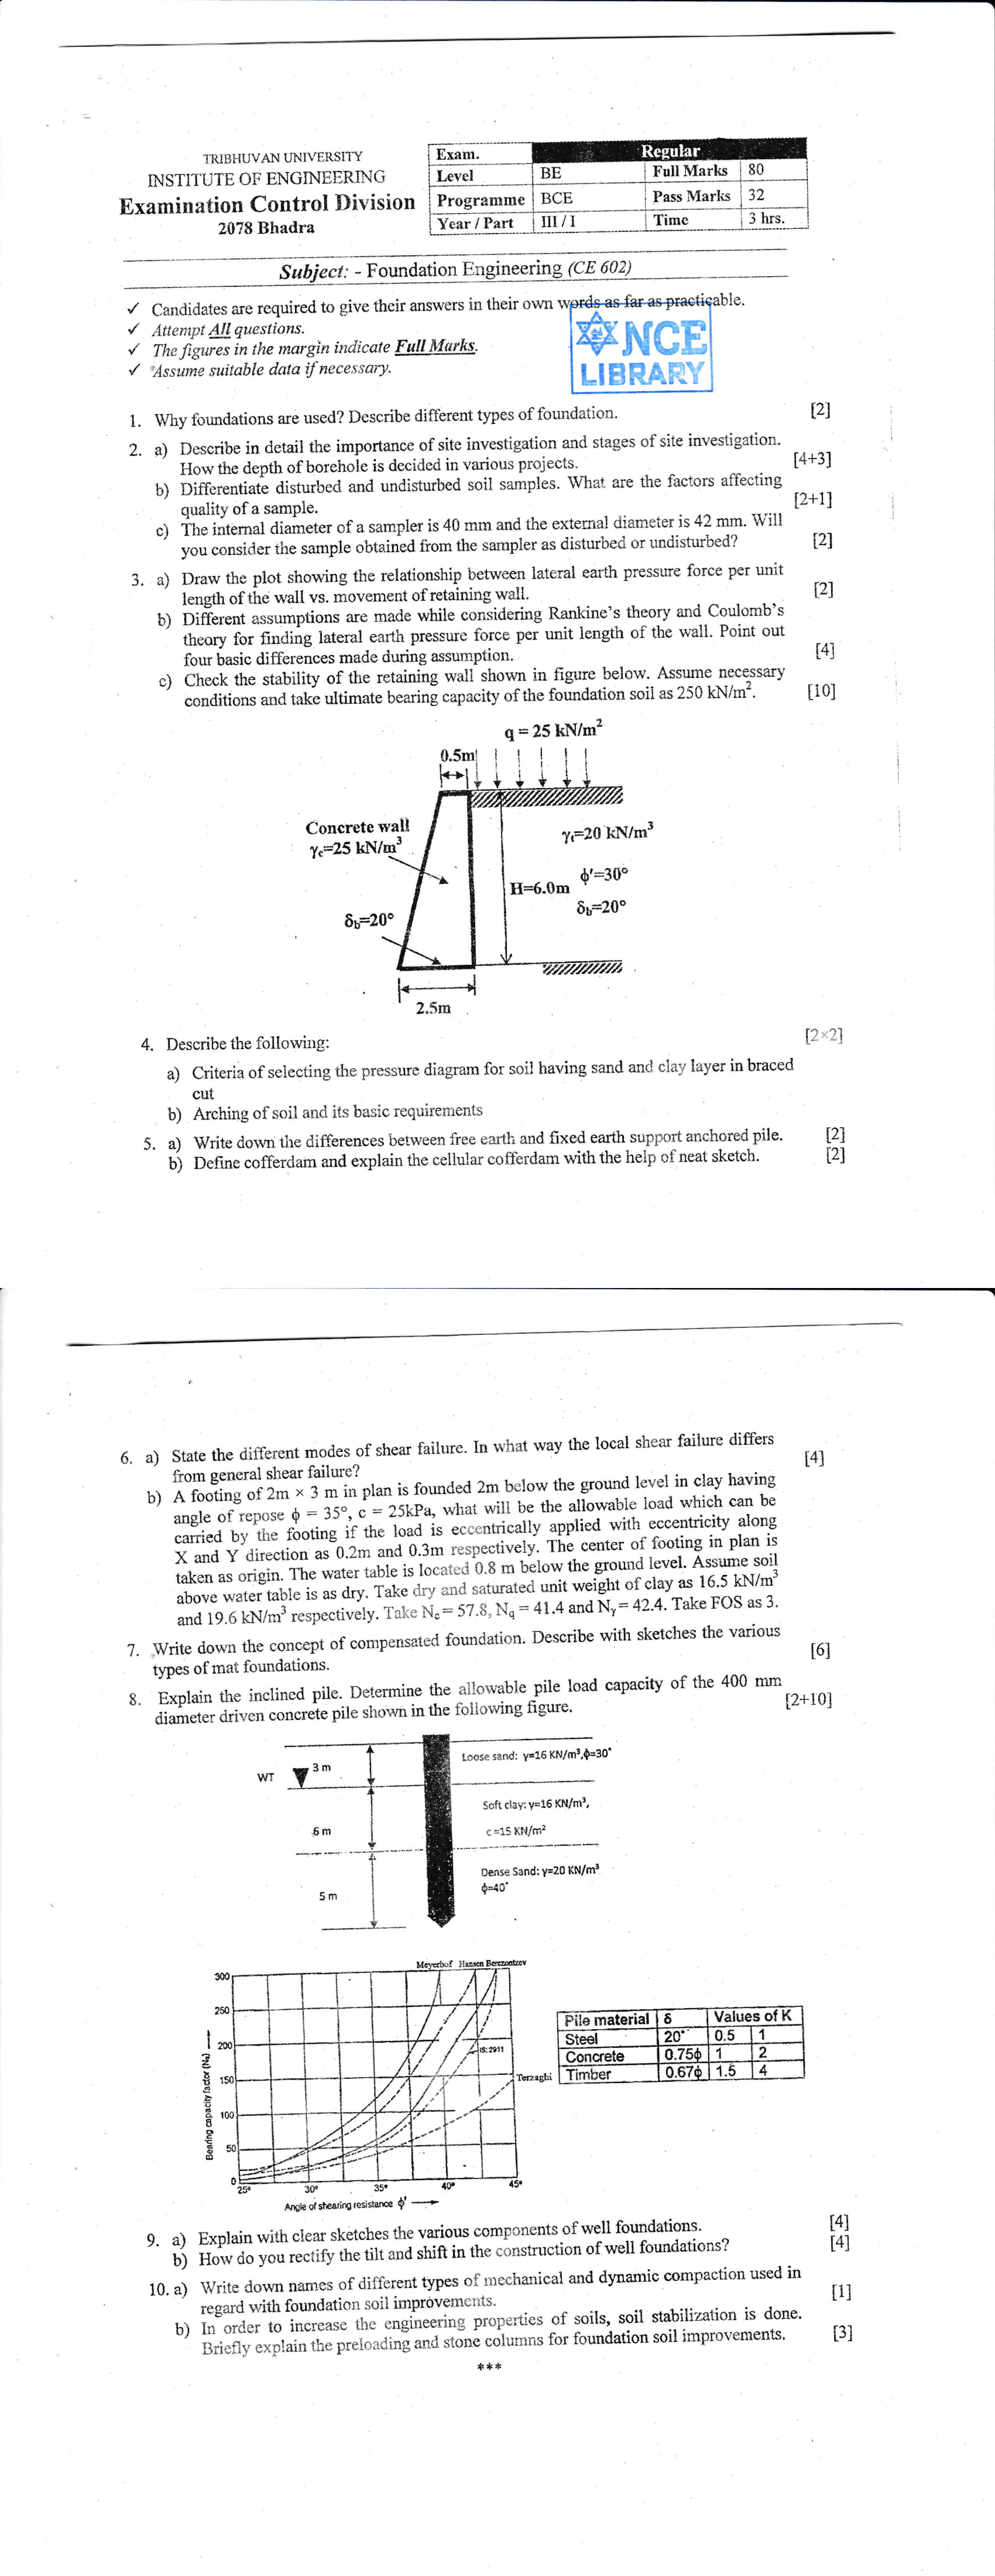 TRIBHUVAN UNIVERSITY
INSTITUTE OF ENGINEERING
Examination Control Division
2078 Bhadra
Exam. Regular
Level BE Full Marks 80
Programme BCE Pass Marks 32
Year / Part III / I Time 3 hrs.
Subject: - Foundation Engineering (CE 602)
✓ Candidates are required to give their answers in their own words as far as practicable.
✓ Attempt All questions.
✓ The figures in the margin indicate Full Marks.
✓ Assume suitable data if necessary.
NCE
LIBRARY
1. Why foundations are used? Describe different types of foundation. [2]
2. a) Describe in detail the importance of site investigation and stages of site investigation.
How the depth of borehole is decided in various projects. [4+3]
b) Differentiate disturbed and undisturbed soil samples. What are the factors affecting
quality of a sample. [2+1]
c) The internal diameter of a sampler is 40 mm and the external diameter is 42 mm. Will
you consider the sample obtained from the sampler as disturbed or undisturbed? [2]
3. a) Draw the plot showing the relationship between lateral earth pressure force per unit
length of the wall vs. movement of retaining wall. [2]
b) Different assumptions are made while considering Rankine's theory and Coulomb's
theory for finding lateral earth pressure force per unit length of the wall. Point out
four basic differences made during assumption. [4]
c) Check the stability of the retaining wall shown in figure below. Assume necessary
conditions and take ultimate bearing capacity of the foundation soil as 250 kN/m². [10]
q = 25 kN/m²
0.5m
Concrete wall
γc=25 kN/m³
γt=20 kN/m³
ϕ'=30°
H=6.0m
δb=20°
δb=20°
2.5m
4. Describe the following: [2×2]
a) Criteria of selecting the pressure diagram for soil having sand and clay layer in braced
cut
b) Arching of soil and its basic requirements
5. a) Write down the differences between free earth and fixed earth support anchored pile. [2]
b) Define cofferdam and explain the cellular cofferdam with the help of neat sketch. [2]
6. a) State the different modes of shear failure. In what way the local shear failure differs
from general shear failure? [4]
b) A footing of 2m × 3 m in plan is founded 2m below the ground level in clay having
angle of repose ϕ = 35°, c = 25kPa, what will be the allowable load which can be
carried by the footing if the load is eccentrically applied with eccentricity along
X and Y direction as 0.2m and 0.3m respectively. The center of footing in plan is
taken as origin. The water table is located 0.8 m below the ground level. Assume soil
above water table is as dry. Take dry and saturated unit weight of clay as 16.5 kN/m³
and 19.6 kN/m³ respectively. Take Nc = 57.8, Nq = 41.4 and Nγ = 42.4. Take FOS as 3.
7. Write down the concept of compensated foundation. Describe with sketches the various
types of mat foundations. [6]
8. Explain the inclined pile. Determine the allowable pile load capacity of the 400 mm
diameter driven concrete pile shown in the following figure. [2+10]
Loose sand: γ=16 KN/m³,ϕ=30°
3 m
WT
Soft clay: γ=16 KN/m³,
6 m
c =15 KN/m²
Dense Sand: γ=20 KN/m³
ϕ=40°
5 m
Meyerhof Hansen Berezontzev
300
250
200
150
100
50
0
IS: 2911
Terzaghi
Bearing capacity factor (Nq)
25° 30° 35° 40° 45°
Angle of shearing resistance ϕ'
Pile material δ Values of K
Steel 20° 0.5 1
Concrete 0.75ϕ 1 2
Timber 0.67ϕ 1.5 4
9. a) Explain with clear sketches the various components of well foundations. [4]
b) How do you rectify the tilt and shift in the construction of well foundations? [4]
10. a) Write down names of different types of mechanical and dynamic compaction used in
regard with foundation soil improvements. [1]
b) In order to increase the engineering properties of soils, soil stabilization is done.
Briefly explain the preloading and stone columns for foundation soil improvements. [3]
***